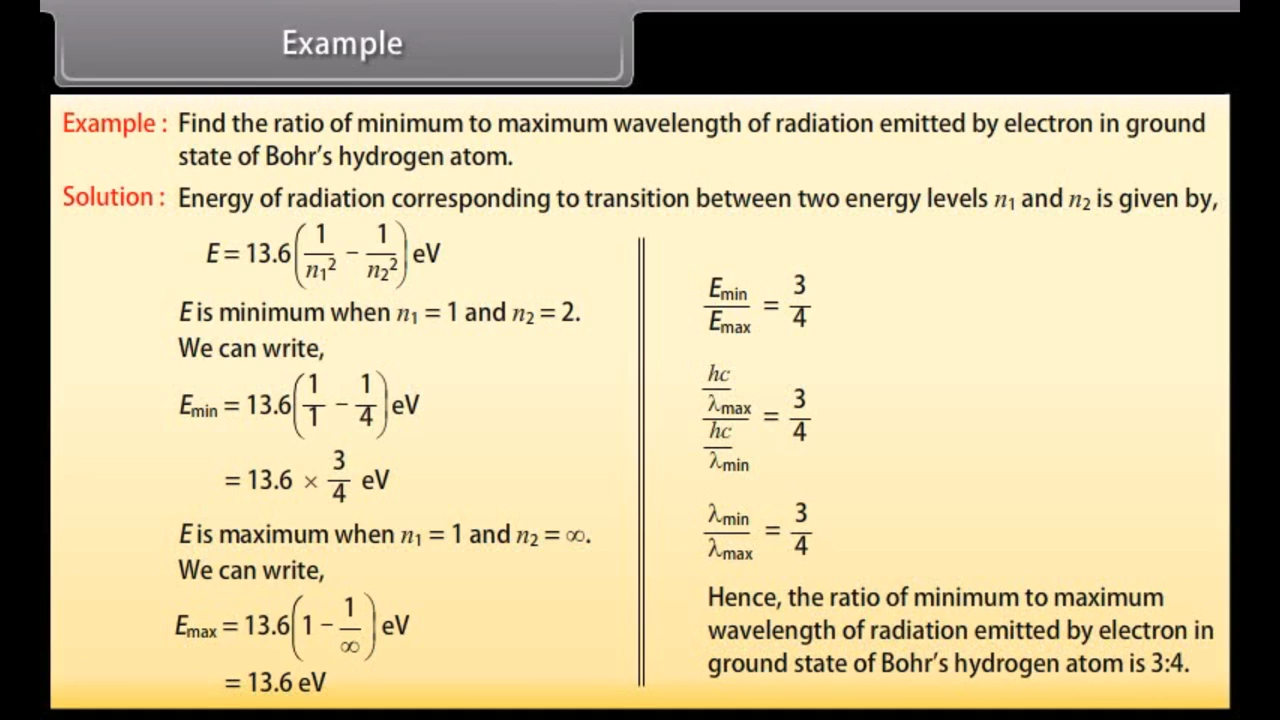 Example
Example : Find the ratio of minimum to maximum wavelength of radiation emitted by electron in ground
state of Bohr's hydrogen atom.
Solution : Energy of radiation corresponding to transition between two energy levels n₁ and n₂ is given by,
E = 13.6(1/n₁² − 1/n₂²) eV
E is minimum when n₁ = 1 and n₂ = 2.
We can write,
Eₘᵢₙ = 13.6(1/1 − 1/4) eV
= 13.6 × 3/4 eV
E is maximum when n₁ = 1 and n₂ = ∞.
We can write,
Eₘₐₓ = 13.6(1 − 1/∞) eV
= 13.6 eV
Eₘᵢₙ/Eₘₐₓ = 3/4
(hc/λₘₐₓ)/(hc/λₘᵢₙ) = 3/4
λₘᵢₙ/λₘₐₓ = 3/4
Hence, the ratio of minimum to maximum
wavelength of radiation emitted by electron in
ground state of Bohr's hydrogen atom is 3:4.